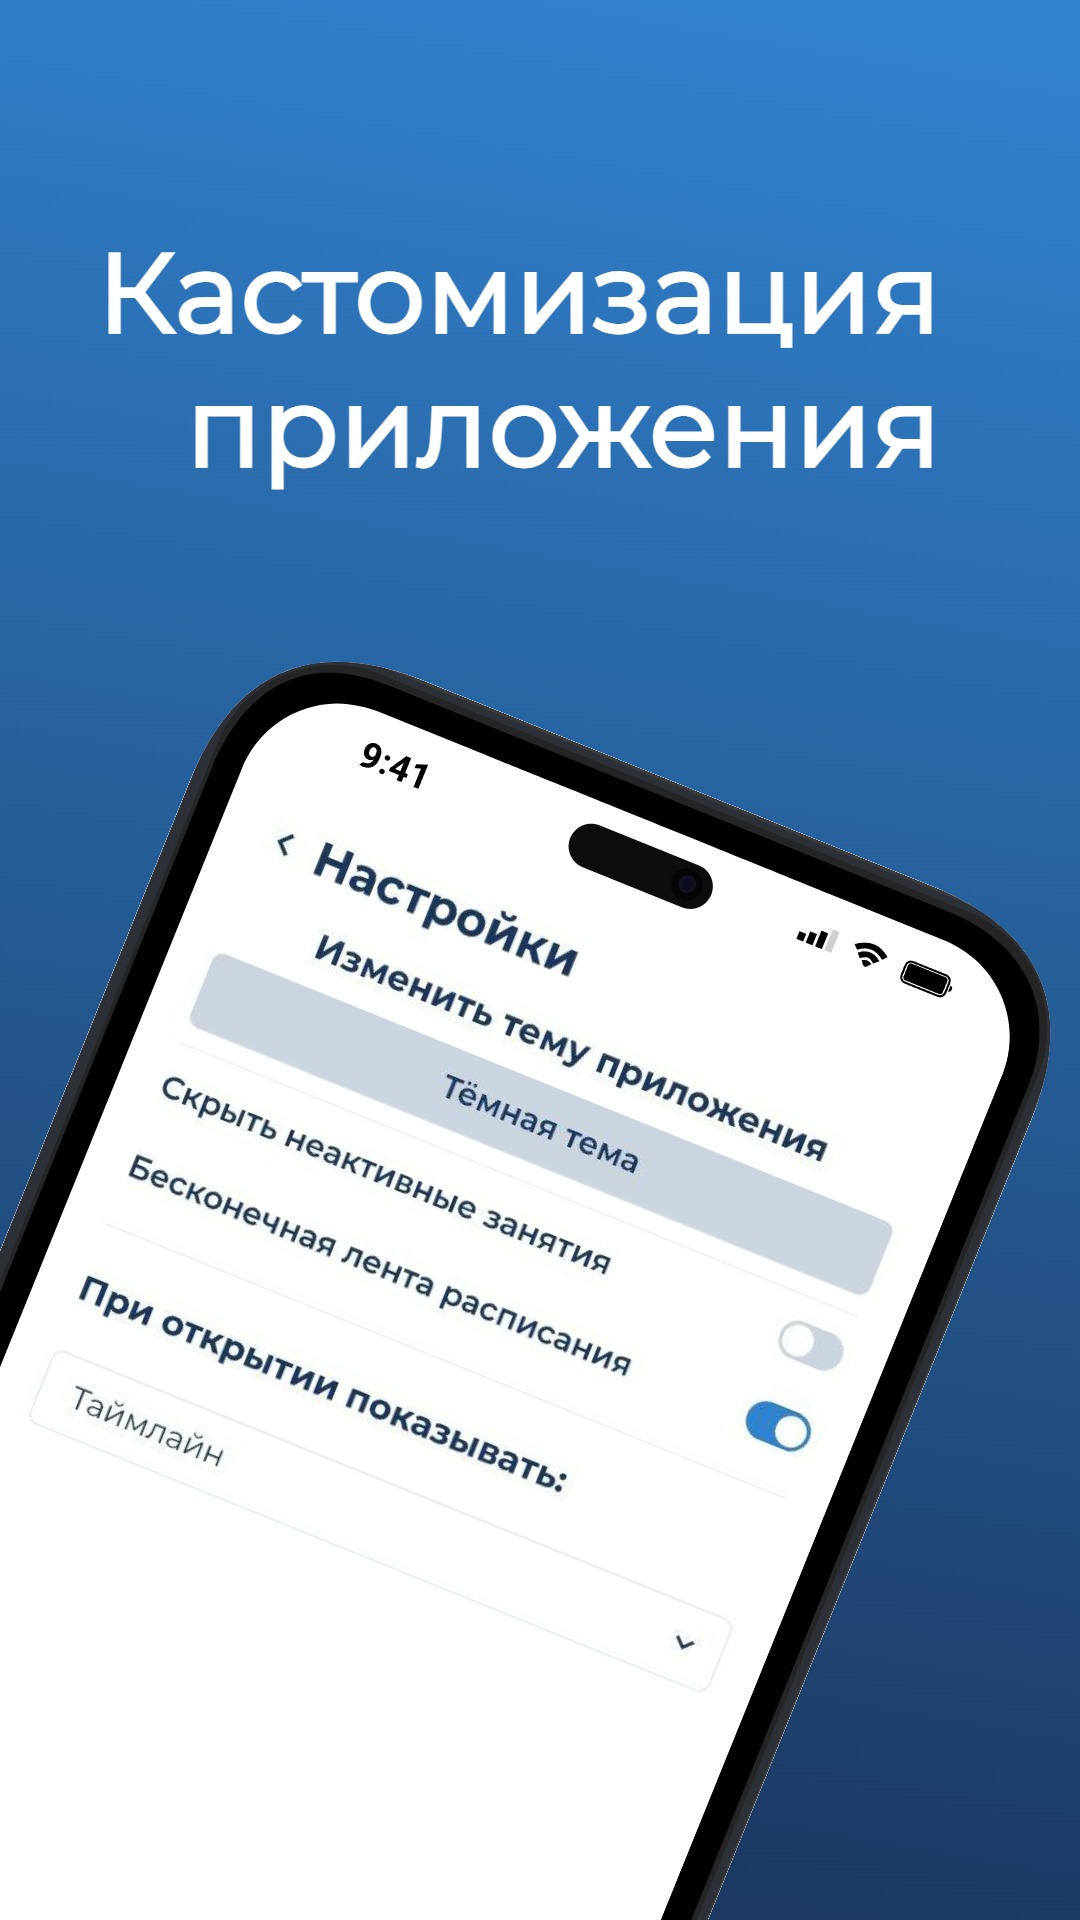 Кастомизация
приложения
9:41
Настройки
Изменить тему приложения
Тёмная тема
Скрыть неактивные занятия
Бесконечная лента расписания
При открытии показывать:
Таймлайн